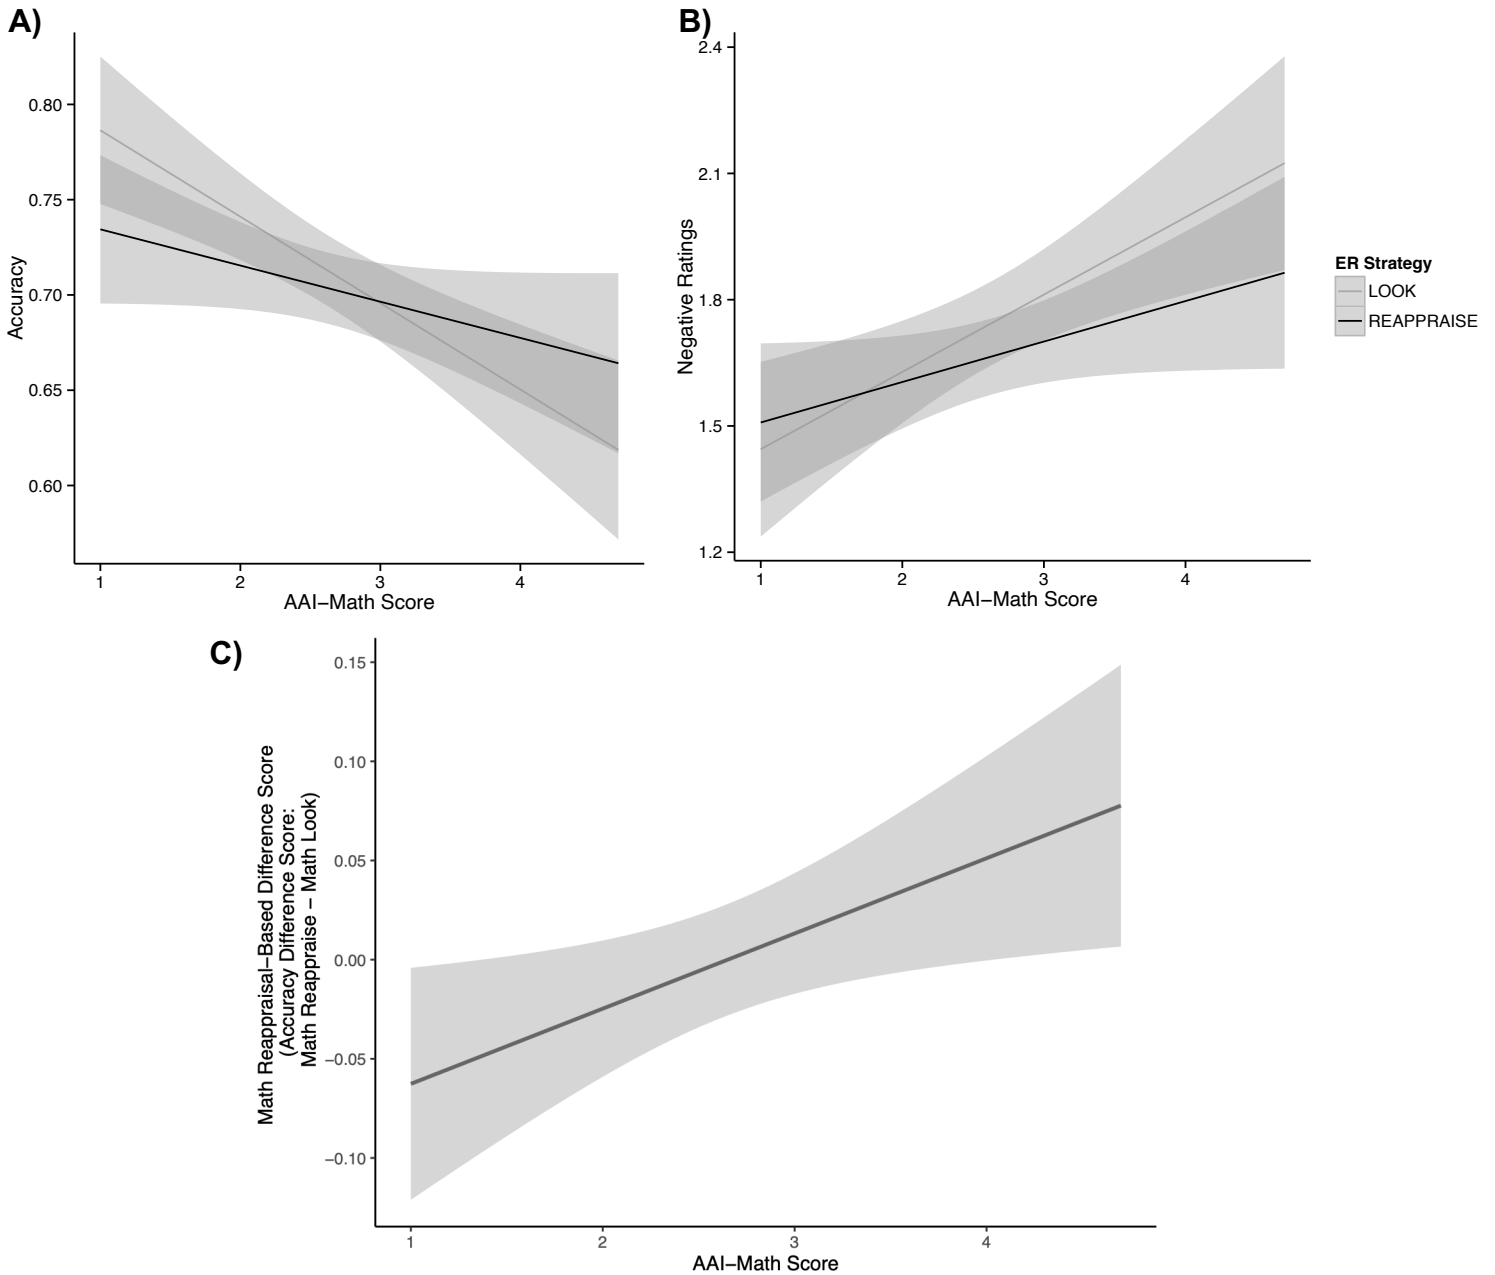 A)
0.80
0.75
0.70
0.65
0.60
Accuracy
1 2 3 4
AAI−Math Score
B)
2.4
2.1
1.8
1.5
1.2
Negative Ratings
1 2 3 4
AAI−Math Score
ER Strategy
LOOK
REAPPRAISE
C)
0.15
0.10
0.05
0.00
−0.05
−0.10
Math Reappraisal−Based Difference Score
(Accuracy Difference Score:
Math Reappraise − Math Look)
1 2 3 4
AAI−Math Score